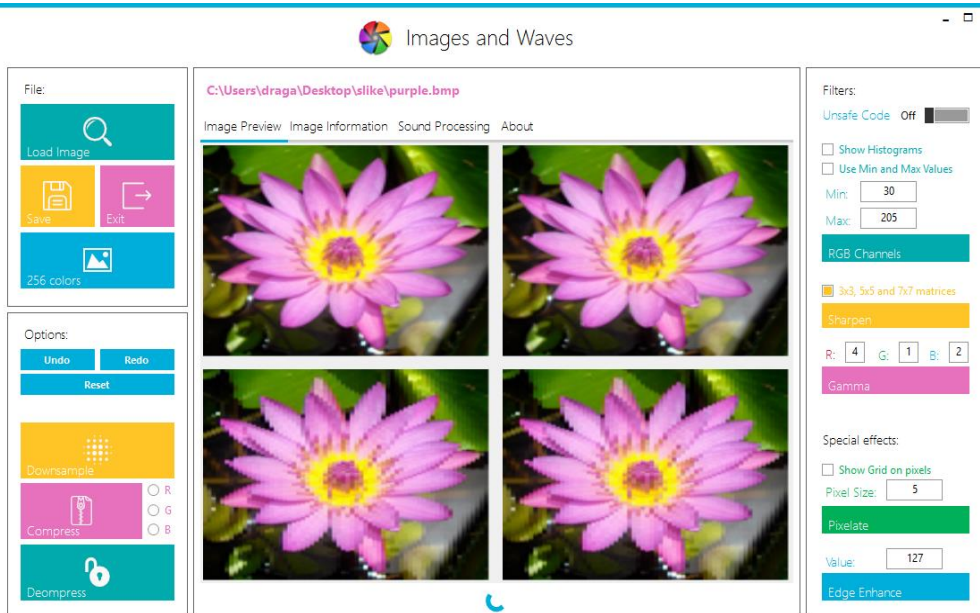 Images and Waves
File:
Load Image
Save
Exit
256 colors
Options:
Undo
Redo
Reset
Downsample
Compress
R
G
B
Deompress
C:\Users\draga\Desktop\slike\purple.bmp
Image Preview Image Information Sound Processing About
Filters:
Unsafe Code Off
Show Histograms
Use Min and Max Values
Min: 30
Max: 205
RGB Channels
3x3, 5x5 and 7x7 matrices
Sharpen
R: 4 G: 1 B: 2
Gamma
Special effects:
Show Grid on pixels
Pixel Size: 5
Pixelate
Value: 127
Edge Enhance